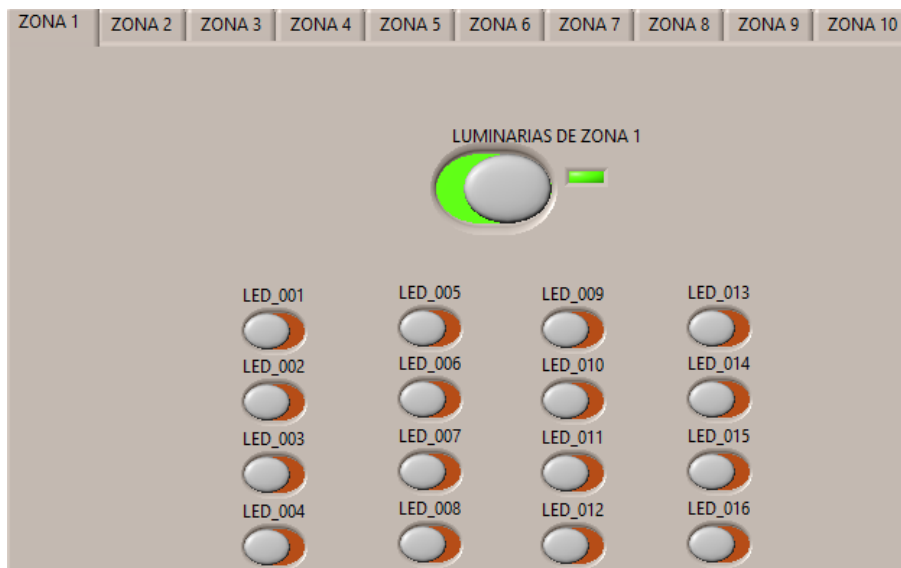 ZONA 1 ZONA 2 ZONA 3 ZONA 4 ZONA 5 ZONA 6 ZONA 7 ZONA 8 ZONA 9 ZONA 10
LUMINARIAS DE ZONA 1
LED_001 LED_005 LED_009 LED_013
LED_002 LED_006 LED_010 LED_014
LED_003 LED_007 LED_011 LED_015
LED_004 LED_008 LED_012 LED_016